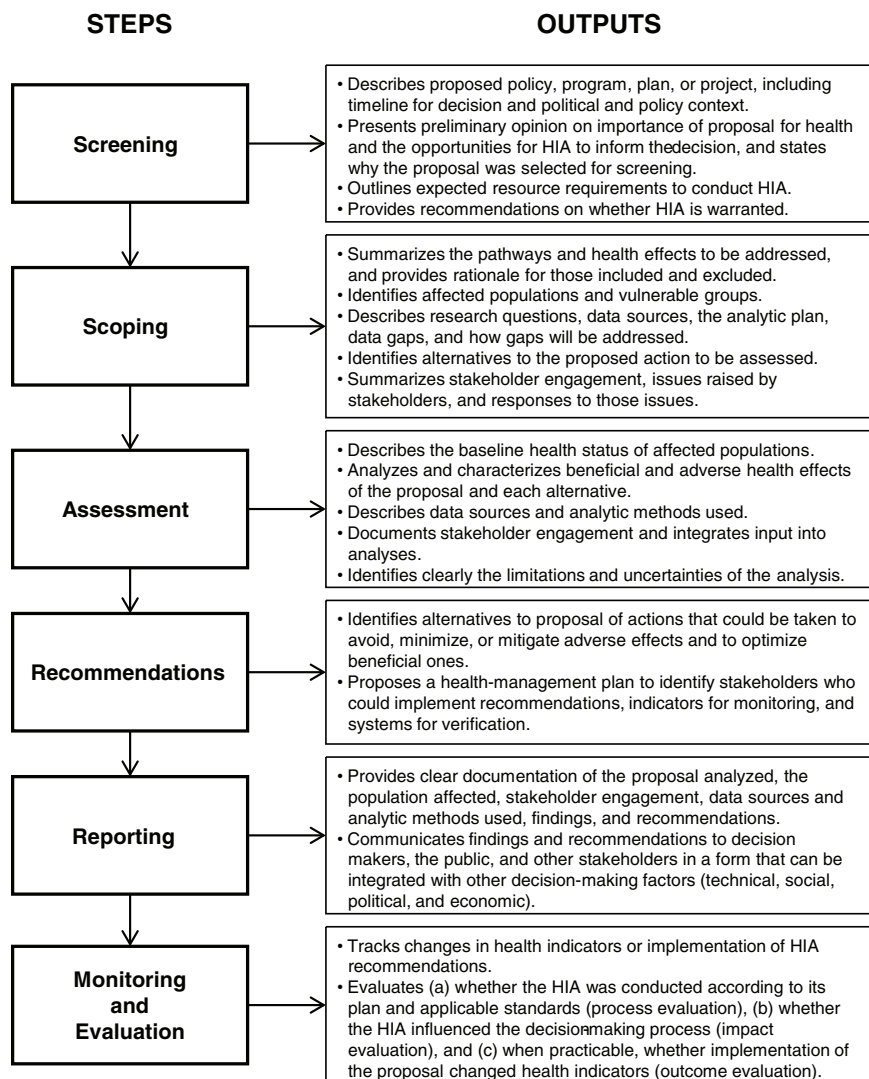 STEPS
OUTPUTS
Screening
• Describes proposed policy, program, plan, or project, including
timeline for decision and political and policy context.
• Presents preliminary opinion on importance of proposal for health
and the opportunities for HIA to inform thedecision, and states
why the proposal was selected for screening.
• Outlines expected resource requirements to conduct HIA.
• Provides recommendations on whether HIA is warranted.
Scoping
• Summarizes the pathways and health effects to be addressed,
and provides rationale for those included and excluded.
• Identifies affected populations and vulnerable groups.
• Describes research questions, data sources, the analytic plan,
data gaps, and how gaps will be addressed.
• Identifies alternatives to the proposed action to be assessed.
• Summarizes stakeholder engagement, issues raised by
stakeholders, and responses to those issues.
Assessment
• Describes the baseline health status of affected populations.
• Analyzes and characterizes beneficial and adverse health effects
of the proposal and each alternative.
• Describes data sources and analytic methods used.
• Documents stakeholder engagement and integrates input into
analyses.
• Identifies clearly the limitations and uncertainties of the analysis.
Recommendations
• Identifies alternatives to proposal of actions that could be taken to
avoid, minimize, or mitigate adverse effects and to optimize
beneficial ones.
• Proposes a health-management plan to identify stakeholders who
could implement recommendations, indicators for monitoring, and
systems for verification.
Reporting
• Provides clear documentation of the proposal analyzed, the
population affected, stakeholder engagement, data sources and
analytic methods used, findings, and recommendations.
• Communicates findings and recommendations to decision
makers, the public, and other stakeholders in a form that can be
integrated with other decision-making factors (technical, social,
political, and economic).
Monitoring
and
Evaluation
• Tracks changes in health indicators or implementation of HIA
recommendations.
• Evaluates (a) whether the HIA was conducted according to its
plan and applicable standards (process evaluation), (b) whether
the HIA influenced the decision-making process (impact
evaluation), and (c) when practicable, whether implementation of
the proposal changed health indicators (outcome evaluation).